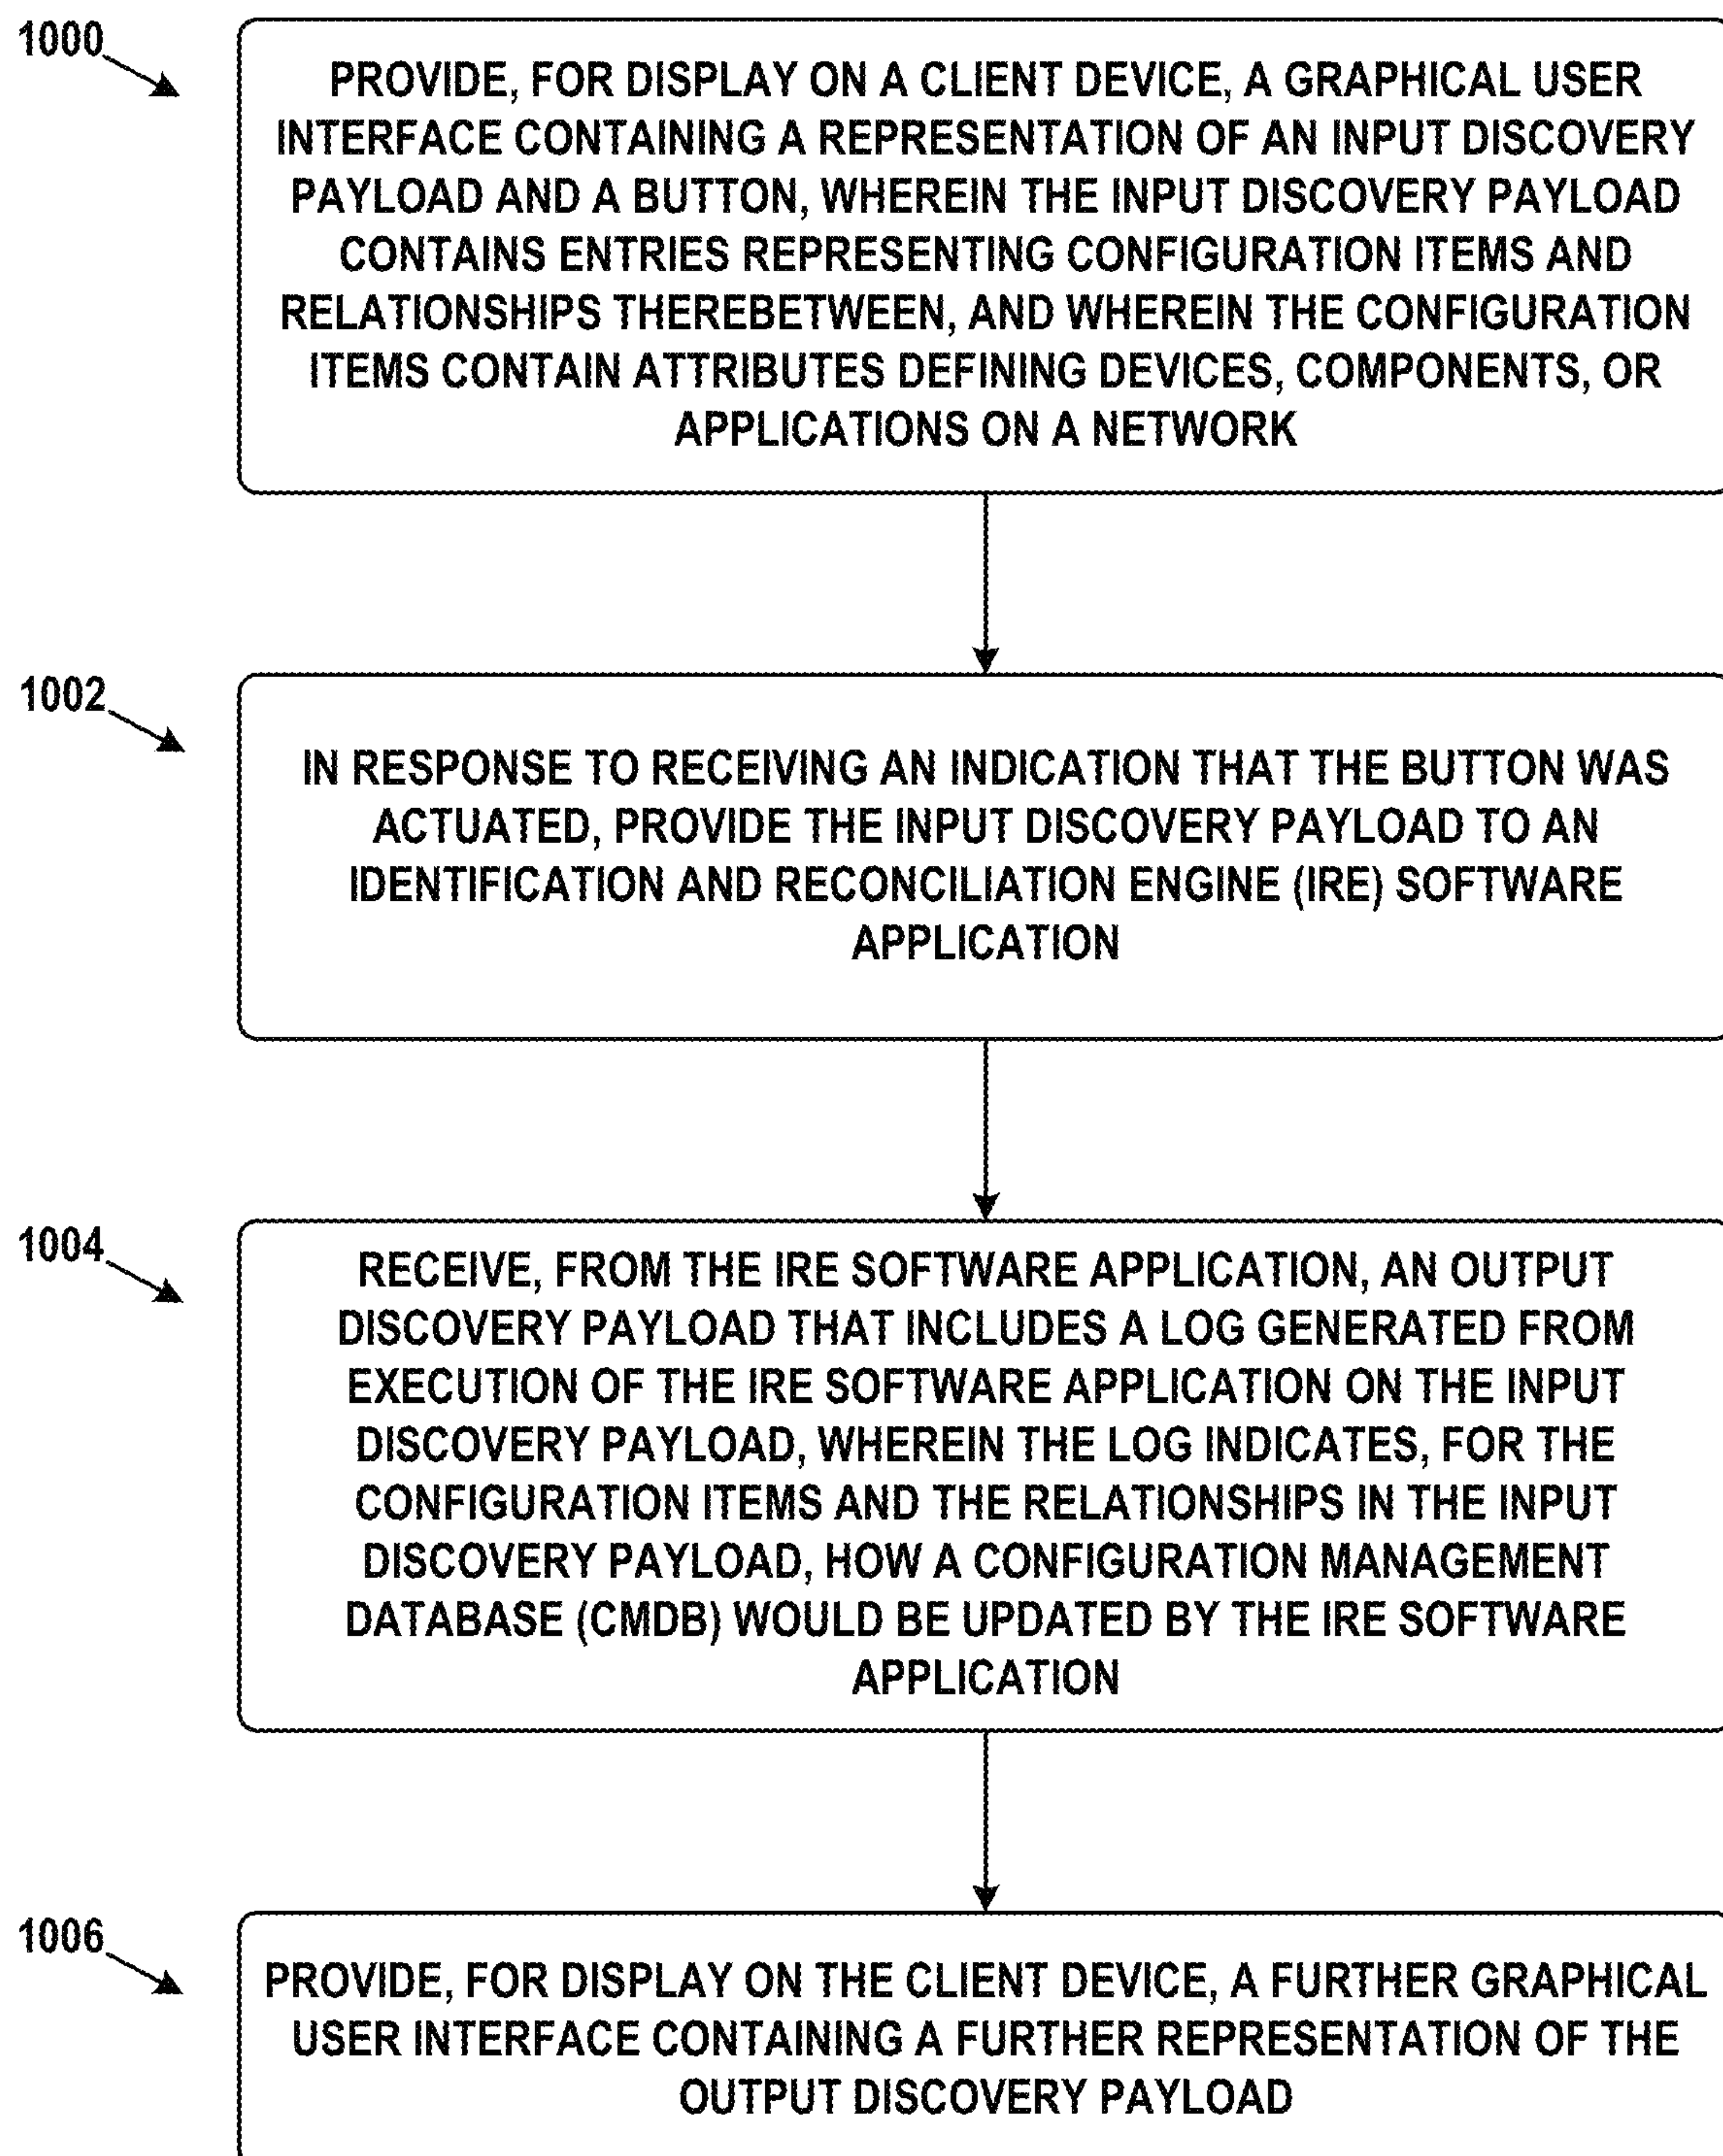 1000
PROVIDE, FOR DISPLAY ON A CLIENT DEVICE, A GRAPHICAL USER
INTERFACE CONTAINING A REPRESENTATION OF AN INPUT DISCOVERY
PAYLOAD AND A BUTTON, WHEREIN THE INPUT DISCOVERY PAYLOAD
CONTAINS ENTRIES REPRESENTING CONFIGURATION ITEMS AND
RELATIONSHIPS THEREBETWEEN, AND WHEREIN THE CONFIGURATION
ITEMS CONTAIN ATTRIBUTES DEFINING DEVICES, COMPONENTS, OR
APPLICATIONS ON A NETWORK
1002
IN RESPONSE TO RECEIVING AN INDICATION THAT THE BUTTON WAS
ACTUATED, PROVIDE THE INPUT DISCOVERY PAYLOAD TO AN
IDENTIFICATION AND RECONCILIATION ENGINE (IRE) SOFTWARE
APPLICATION
1004
RECEIVE, FROM THE IRE SOFTWARE APPLICATION, AN OUTPUT
DISCOVERY PAYLOAD THAT INCLUDES A LOG GENERATED FROM
EXECUTION OF THE IRE SOFTWARE APPLICATION ON THE INPUT
DISCOVERY PAYLOAD, WHEREIN THE LOG INDICATES, FOR THE
CONFIGURATION ITEMS AND THE RELATIONSHIPS IN THE INPUT
DISCOVERY PAYLOAD, HOW A CONFIGURATION MANAGEMENT
DATABASE (CMDB) WOULD BE UPDATED BY THE IRE SOFTWARE
APPLICATION
1006
PROVIDE, FOR DISPLAY ON THE CLIENT DEVICE, A FURTHER GRAPHICAL
USER INTERFACE CONTAINING A FURTHER REPRESENTATION OF THE
OUTPUT DISCOVERY PAYLOAD